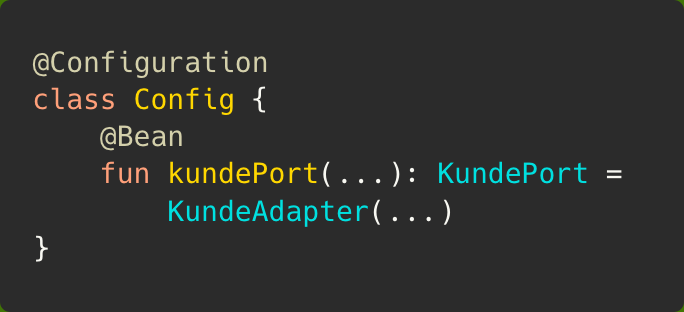 @Configuration
class Config {
    @Bean
    fun kundePort(...): KundePort =
        KundeAdapter(...)
}